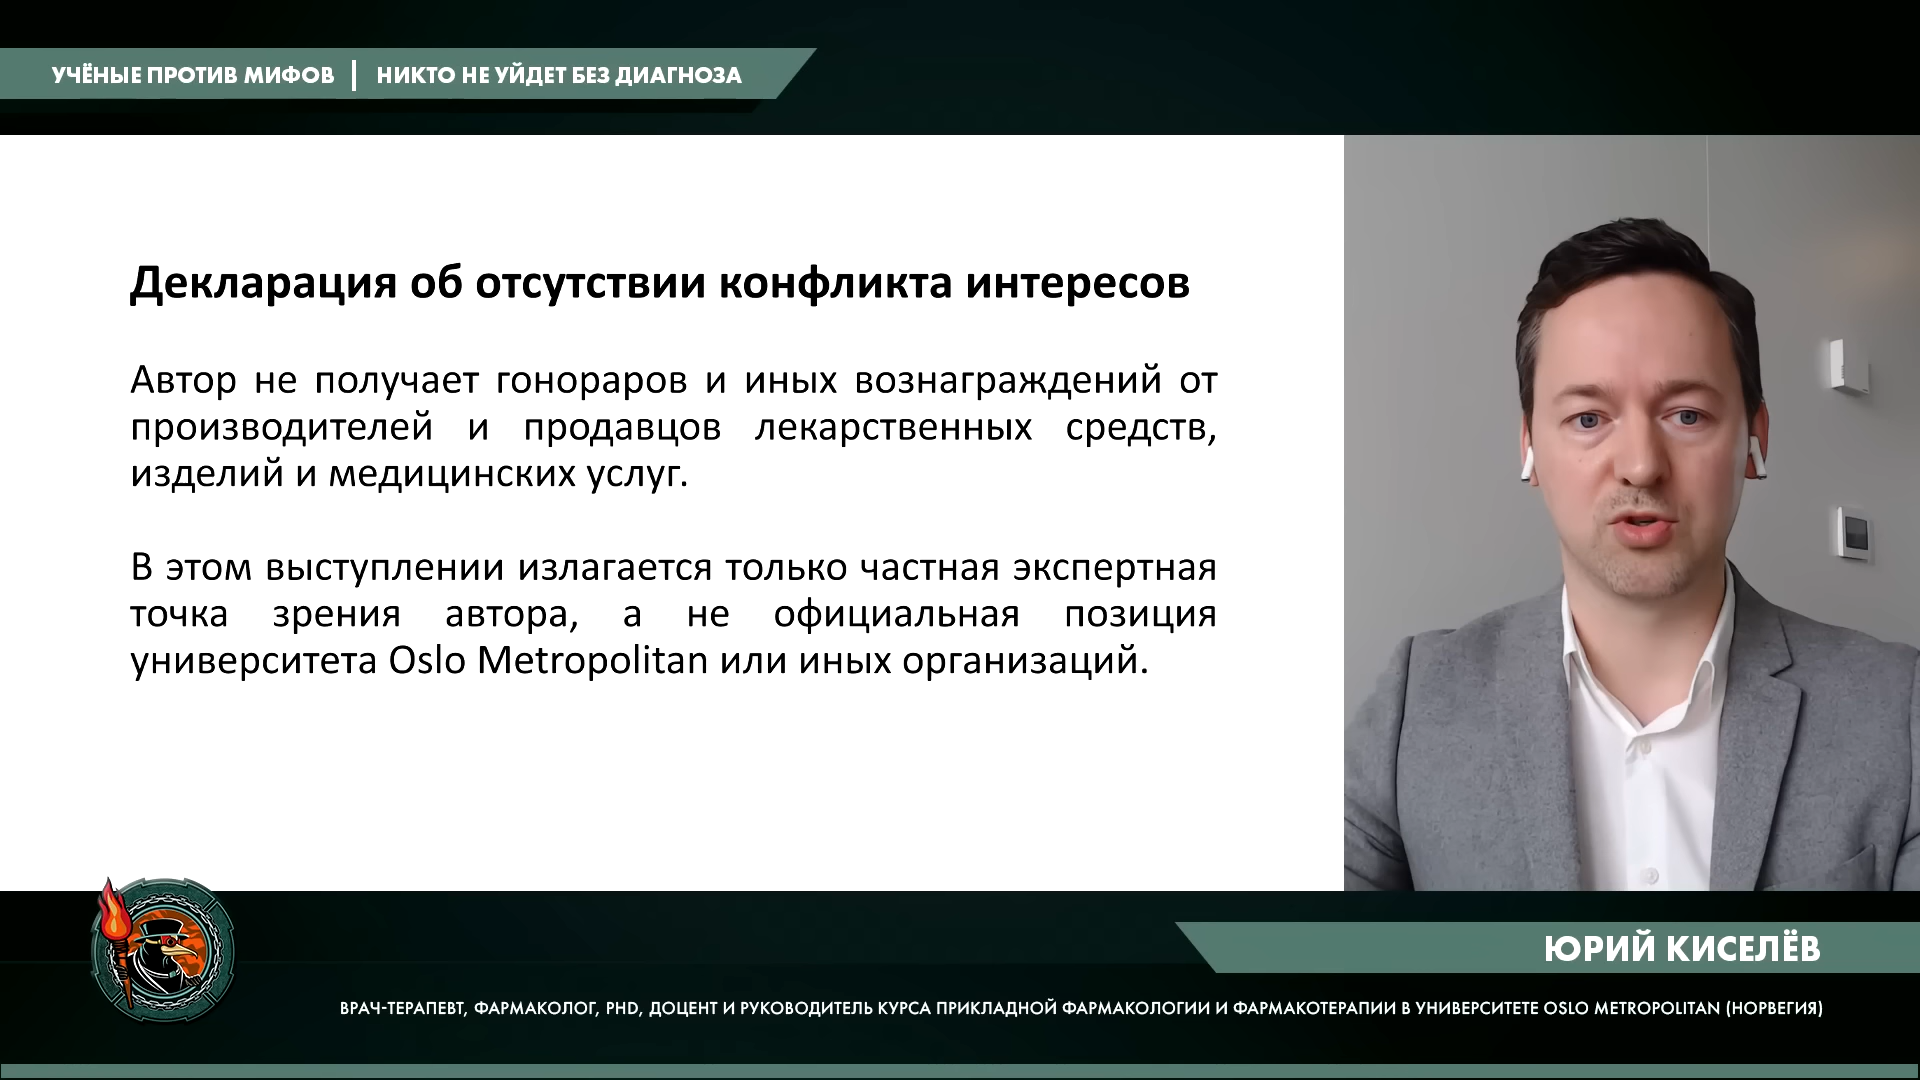 УЧЁНЫЕ ПРОТИВ МИФОВ | НИКТО НЕ УЙДЕТ БЕЗ ДИАГНОЗА
Декларация об отсутствии конфликта интересов
Автор не получает гонораров и иных вознаграждений от
производителей и продавцов лекарственных средств,
изделий и медицинских услуг.
В этом выступлении излагается только частная экспертная
точка зрения автора, а не официальная позиция
университета Oslo Metropolitan или иных организаций.
ЮРИЙ КИСЕЛЁВ
ВРАЧ-ТЕРАПЕВТ, ФАРМАКОЛОГ, PHD, ДОЦЕНТ И РУКОВОДИТЕЛЬ КУРСА ПРИКЛАДНОЙ ФАРМАКОЛОГИИ И ФАРМАКОТЕРАПИИ В УНИВЕРСИТЕТЕ OSLO METROPOLITAN (НОРВЕГИЯ)